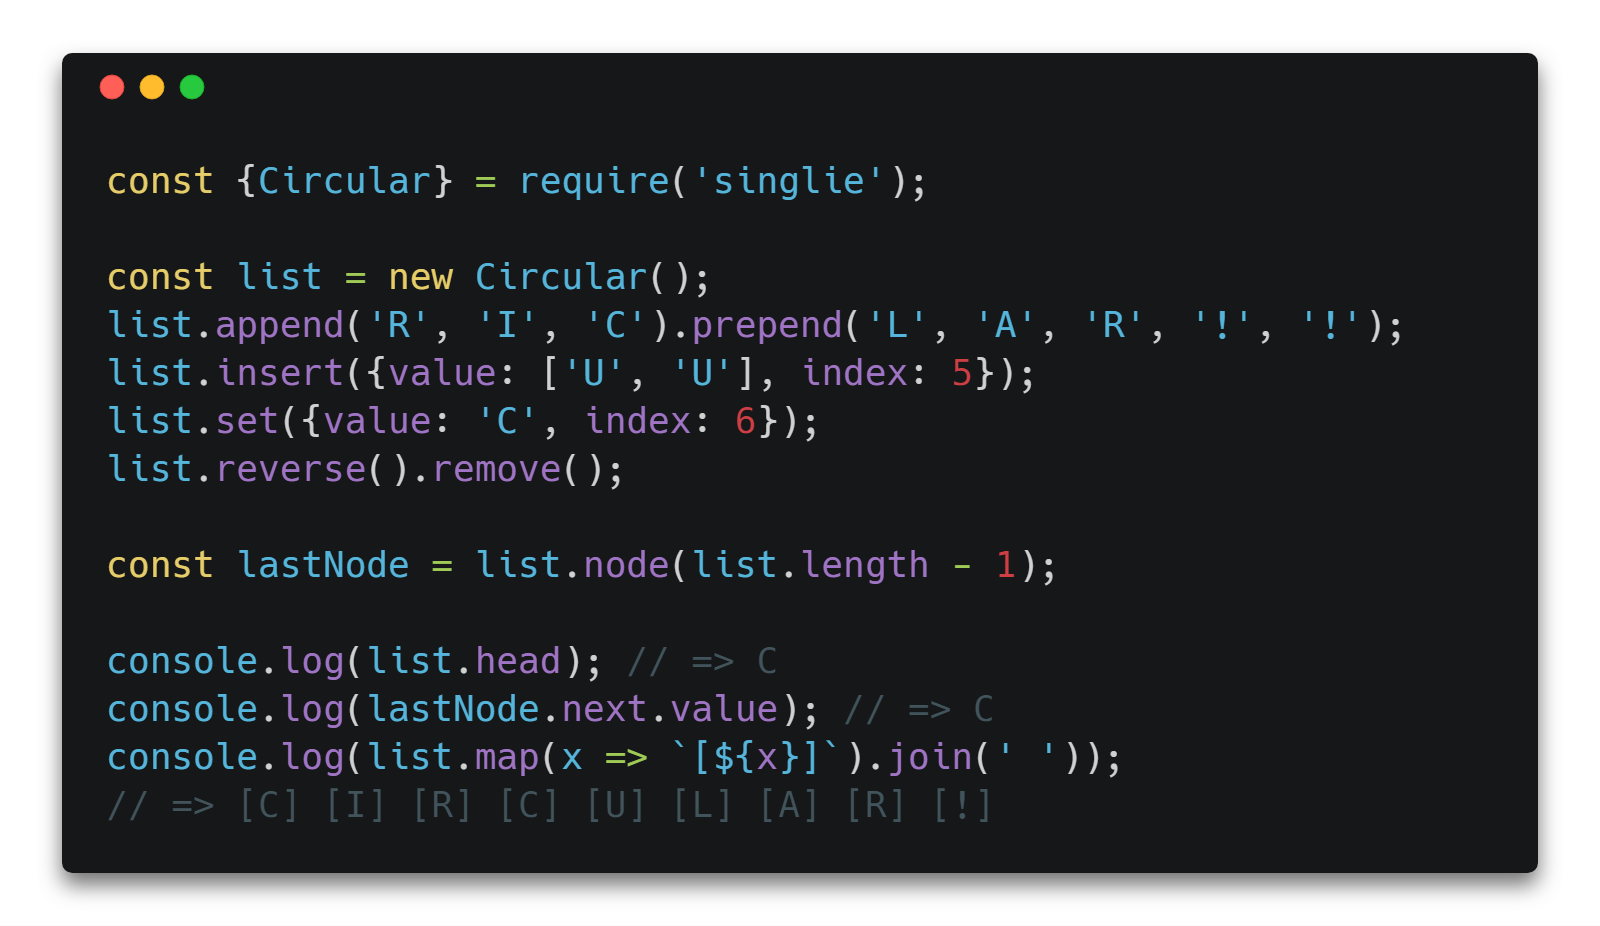 const {Circular} = require('singlie');
const list = new Circular();
list.append('R', 'I', 'C').prepend('L', 'A', 'R', '!', '!');
list.insert({value: ['U', 'U'], index: 5});
list.set({value: 'C', index: 6});
list.reverse().remove();
const lastNode = list.node(list.length - 1);
console.log(list.head); // => C
console.log(lastNode.next.value); // => C
console.log(list.map(x => `[${x}]`).join(' '));
// => [C] [I] [R] [C] [U] [L] [A] [R] [!]